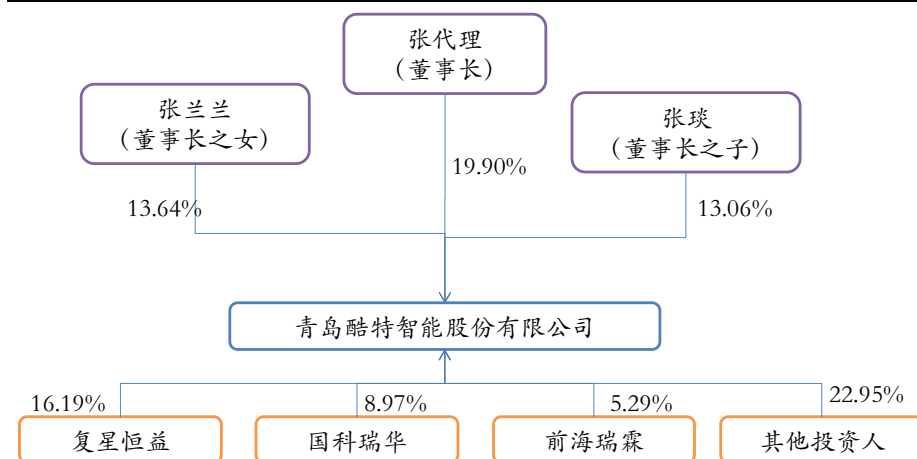 张代理
（董事长）
张兰兰
（董事长之女）
张琰
（董事长之子）
19.90%
13.64%
13.06%
青岛酷特智能股份有限公司
16.19%
8.97%
5.29%
22.95%
复星恒益
国科瑞华
前海瑞霖
其他投资人